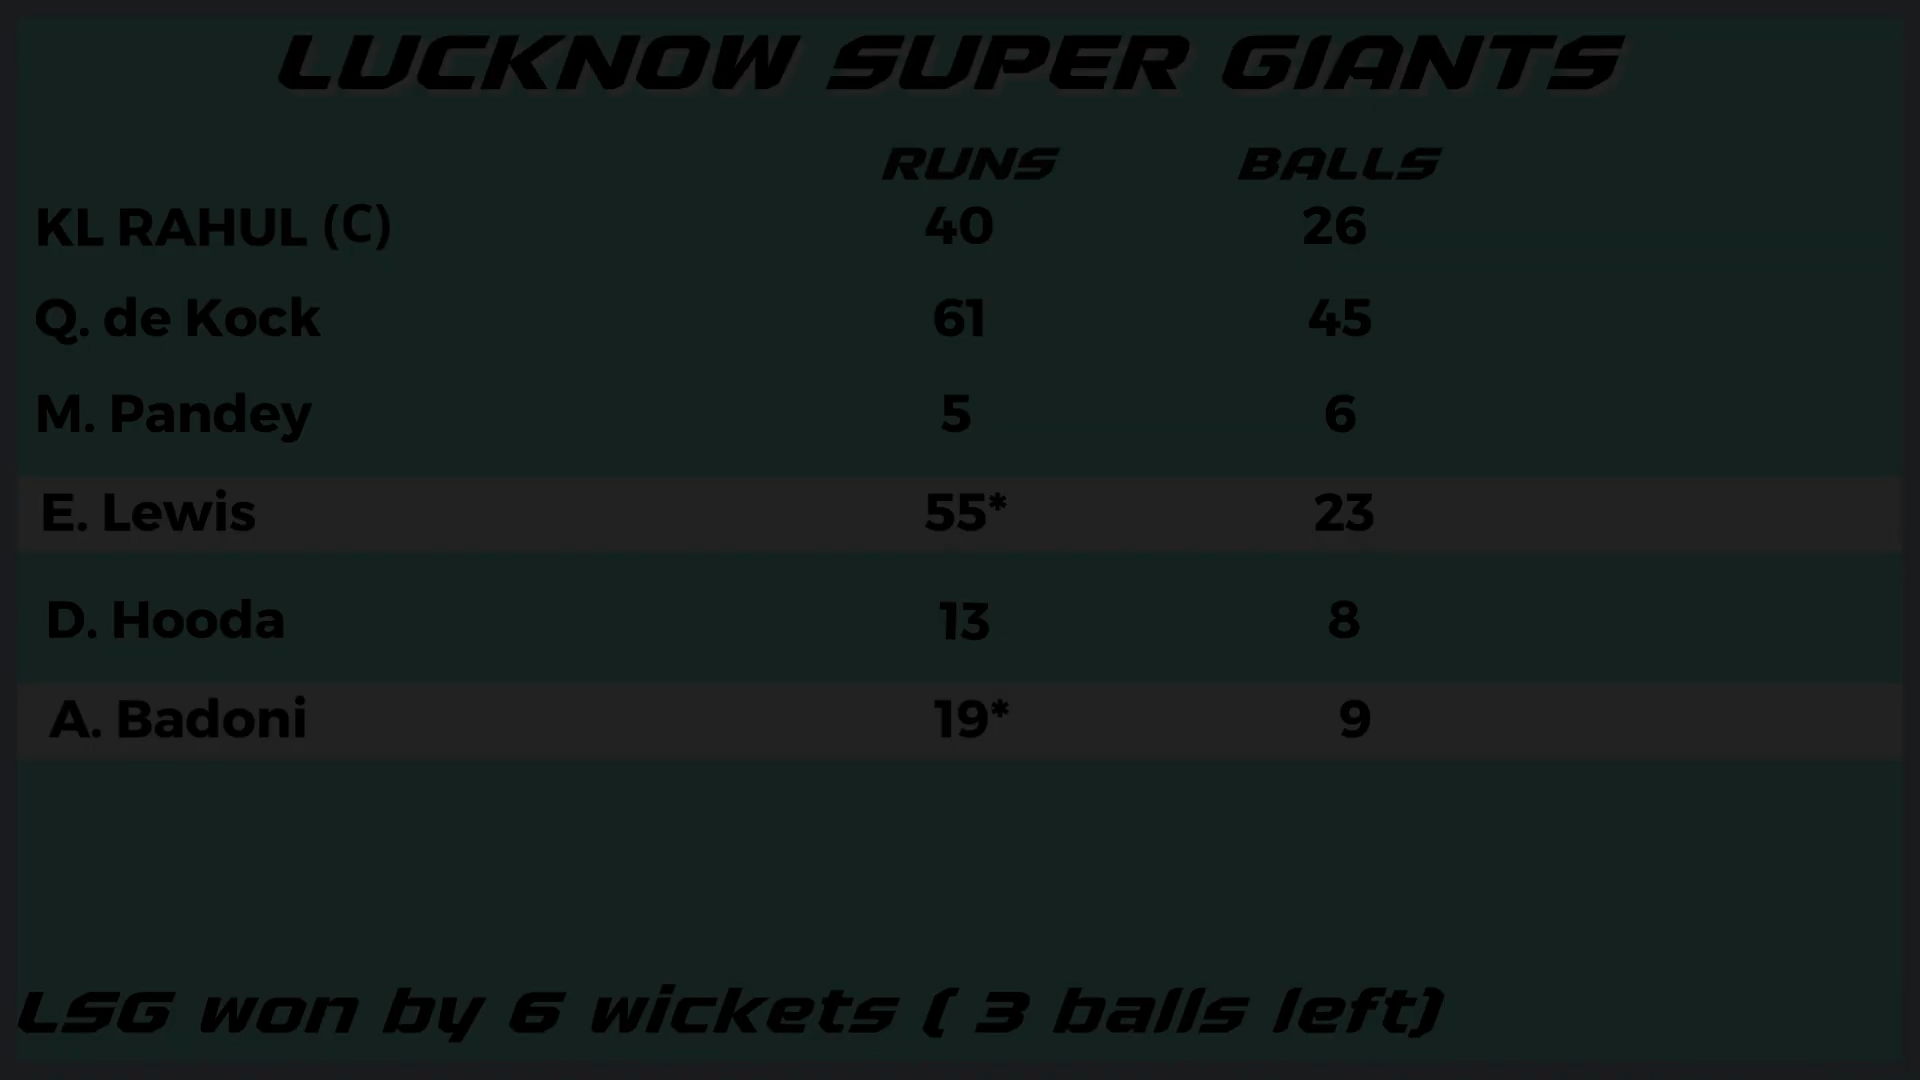 LUCKNOW SUPER GIANTS
RUNS BALLS
KL RAHUL (C) 40 26
Q. de Kock 61 45
M. Pandey 5 6
E. Lewis 55* 23
D. Hooda 13 8
A. Badoni 19* 9
LSG won by 6 wickets ( 3 balls left)